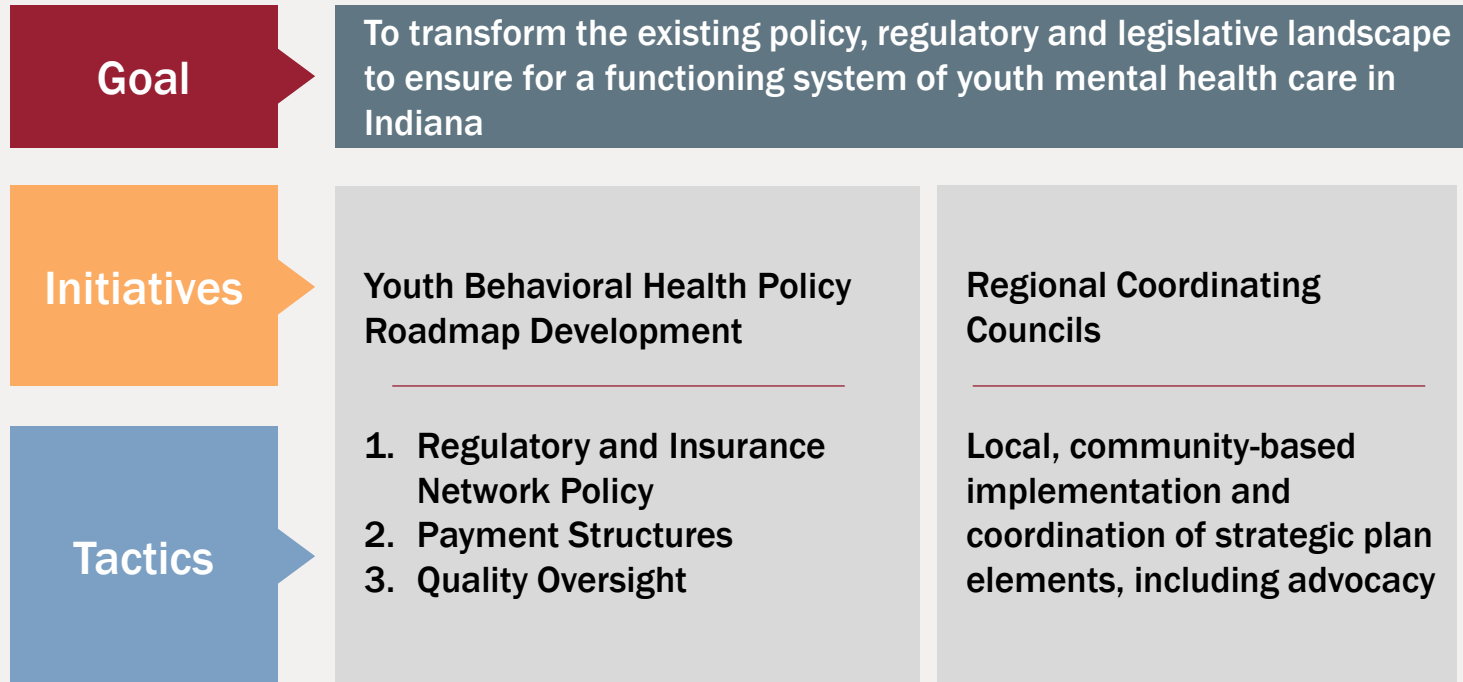 Goal
To transform the existing policy, regulatory and legislative landscape
to ensure for a functioning system of youth mental health care in
Indiana
Initiatives
Youth Behavioral Health Policy
Roadmap Development
Regional Coordinating
Councils
Tactics
1. Regulatory and Insurance
Network Policy
2. Payment Structures
3. Quality Oversight
Local, community-based
implementation and
coordination of strategic plan
elements, including advocacy